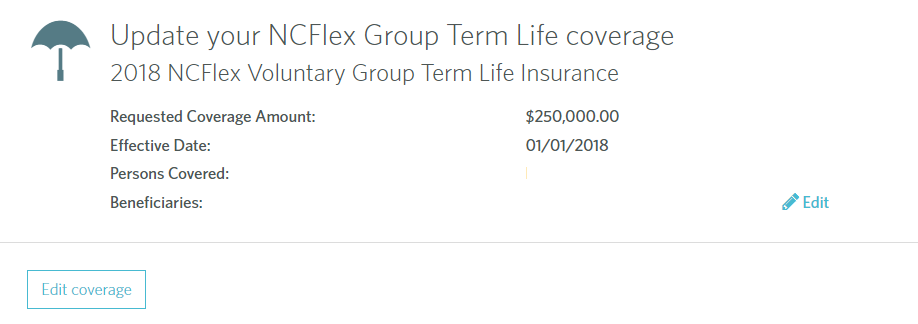 Update your NCFlex Group Term Life coverage
2018 NCFlex Voluntary Group Term Life Insurance
Requested Coverage Amount: $250,000.00
Effective Date: 01/01/2018
Persons Covered:
Beneficiaries: Edit
Edit coverage